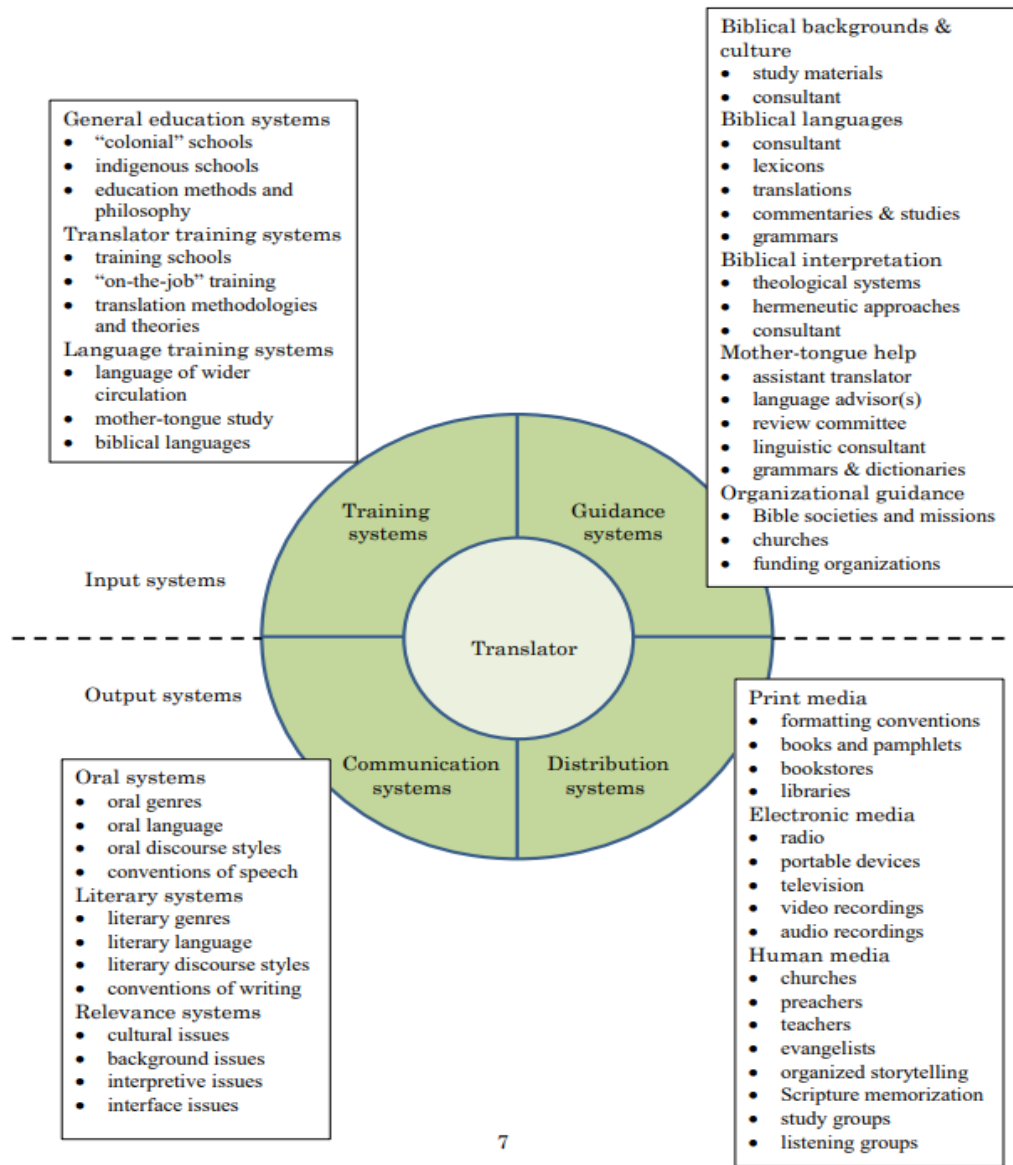 General education systems
• “colonial” schools
• indigenous schools
• education methods and
philosophy
Translator training systems
• training schools
• “on-the-job” training
• translation methodologies
and theories
Language training systems
• language of wider
circulation
• mother-tongue study
• biblical languages
Biblical backgrounds &
culture
• study materials
• consultant
Biblical languages
• consultant
• lexicons
• translations
• commentaries & studies
• grammars
Biblical interpretation
• theological systems
• hermeneutic approaches
• consultant
Mother-tongue help
• assistant translator
• language advisor(s)
• review committee
• linguistic consultant
• grammars & dictionaries
Organizational guidance
• Bible societies and missions
• churches
• funding organizations
Training
systems
Guidance
systems
Input systems
Translator
Output systems
Communication
systems
Distribution
systems
Oral systems
• oral genres
• oral language
• oral discourse styles
• conventions of speech
Literary systems
• literary genres
• literary language
• literary discourse styles
• conventions of writing
Relevance systems
• cultural issues
• background issues
• interpretive issues
• interface issues
Print media
• formatting conventions
• books and pamphlets
• bookstores
• libraries
Electronic media
• radio
• portable devices
• television
• video recordings
• audio recordings
Human media
• churches
• preachers
• teachers
• evangelists
• organized storytelling
• Scripture memorization
• study groups
• listening groups
7